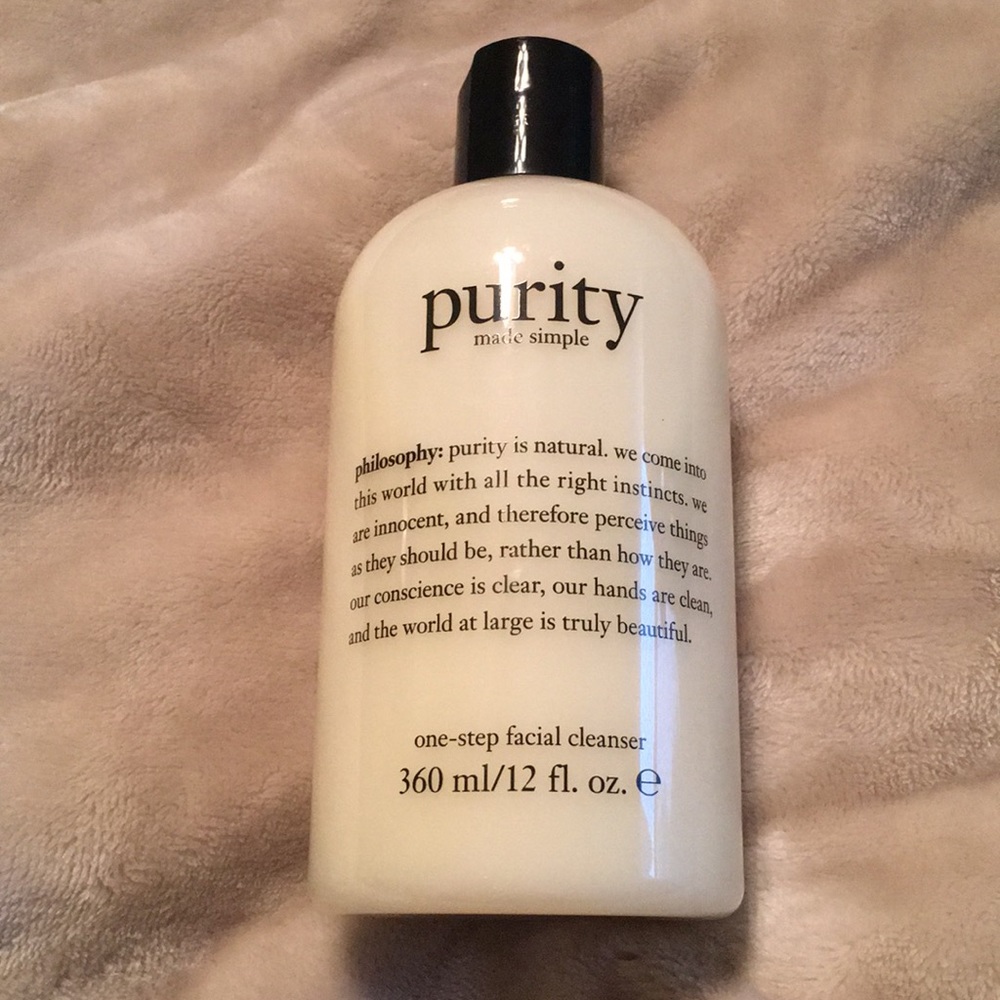 purity
made simple
philosophy: purity is natural. we come into
this world with all the right instincts. we
are innocent, and therefore perceive things
as they should be, rather than how they are.
our conscience is clear, our hands are clean,
and the world at large is truly beautiful.
one-step facial cleanser
360 ml/12 fl. oz. ℮